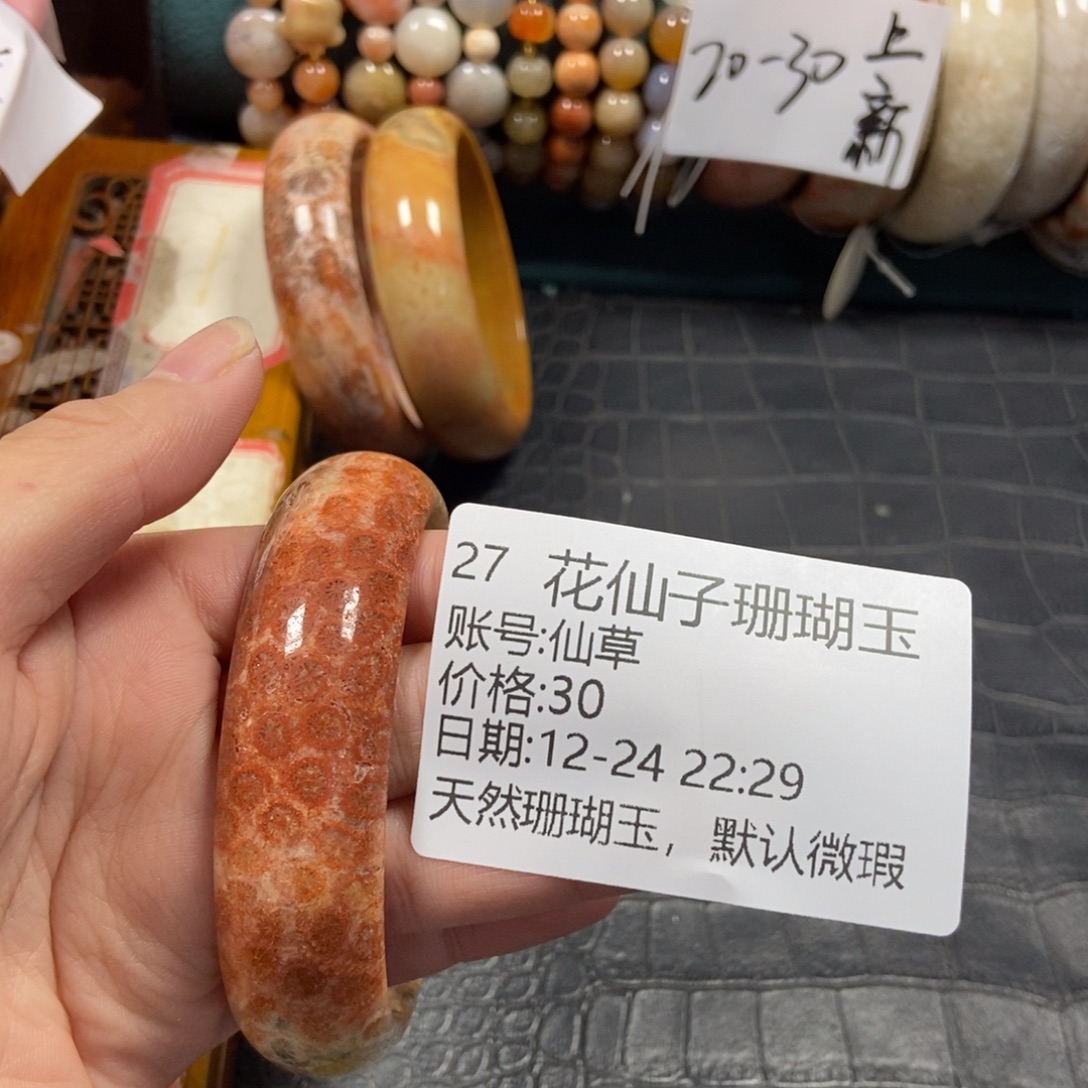 70-30 上新
27 花仙子珊瑚玉
账号:仙草
价格:30
日期:12-24 22:29
天然珊瑚玉，默认微瑕